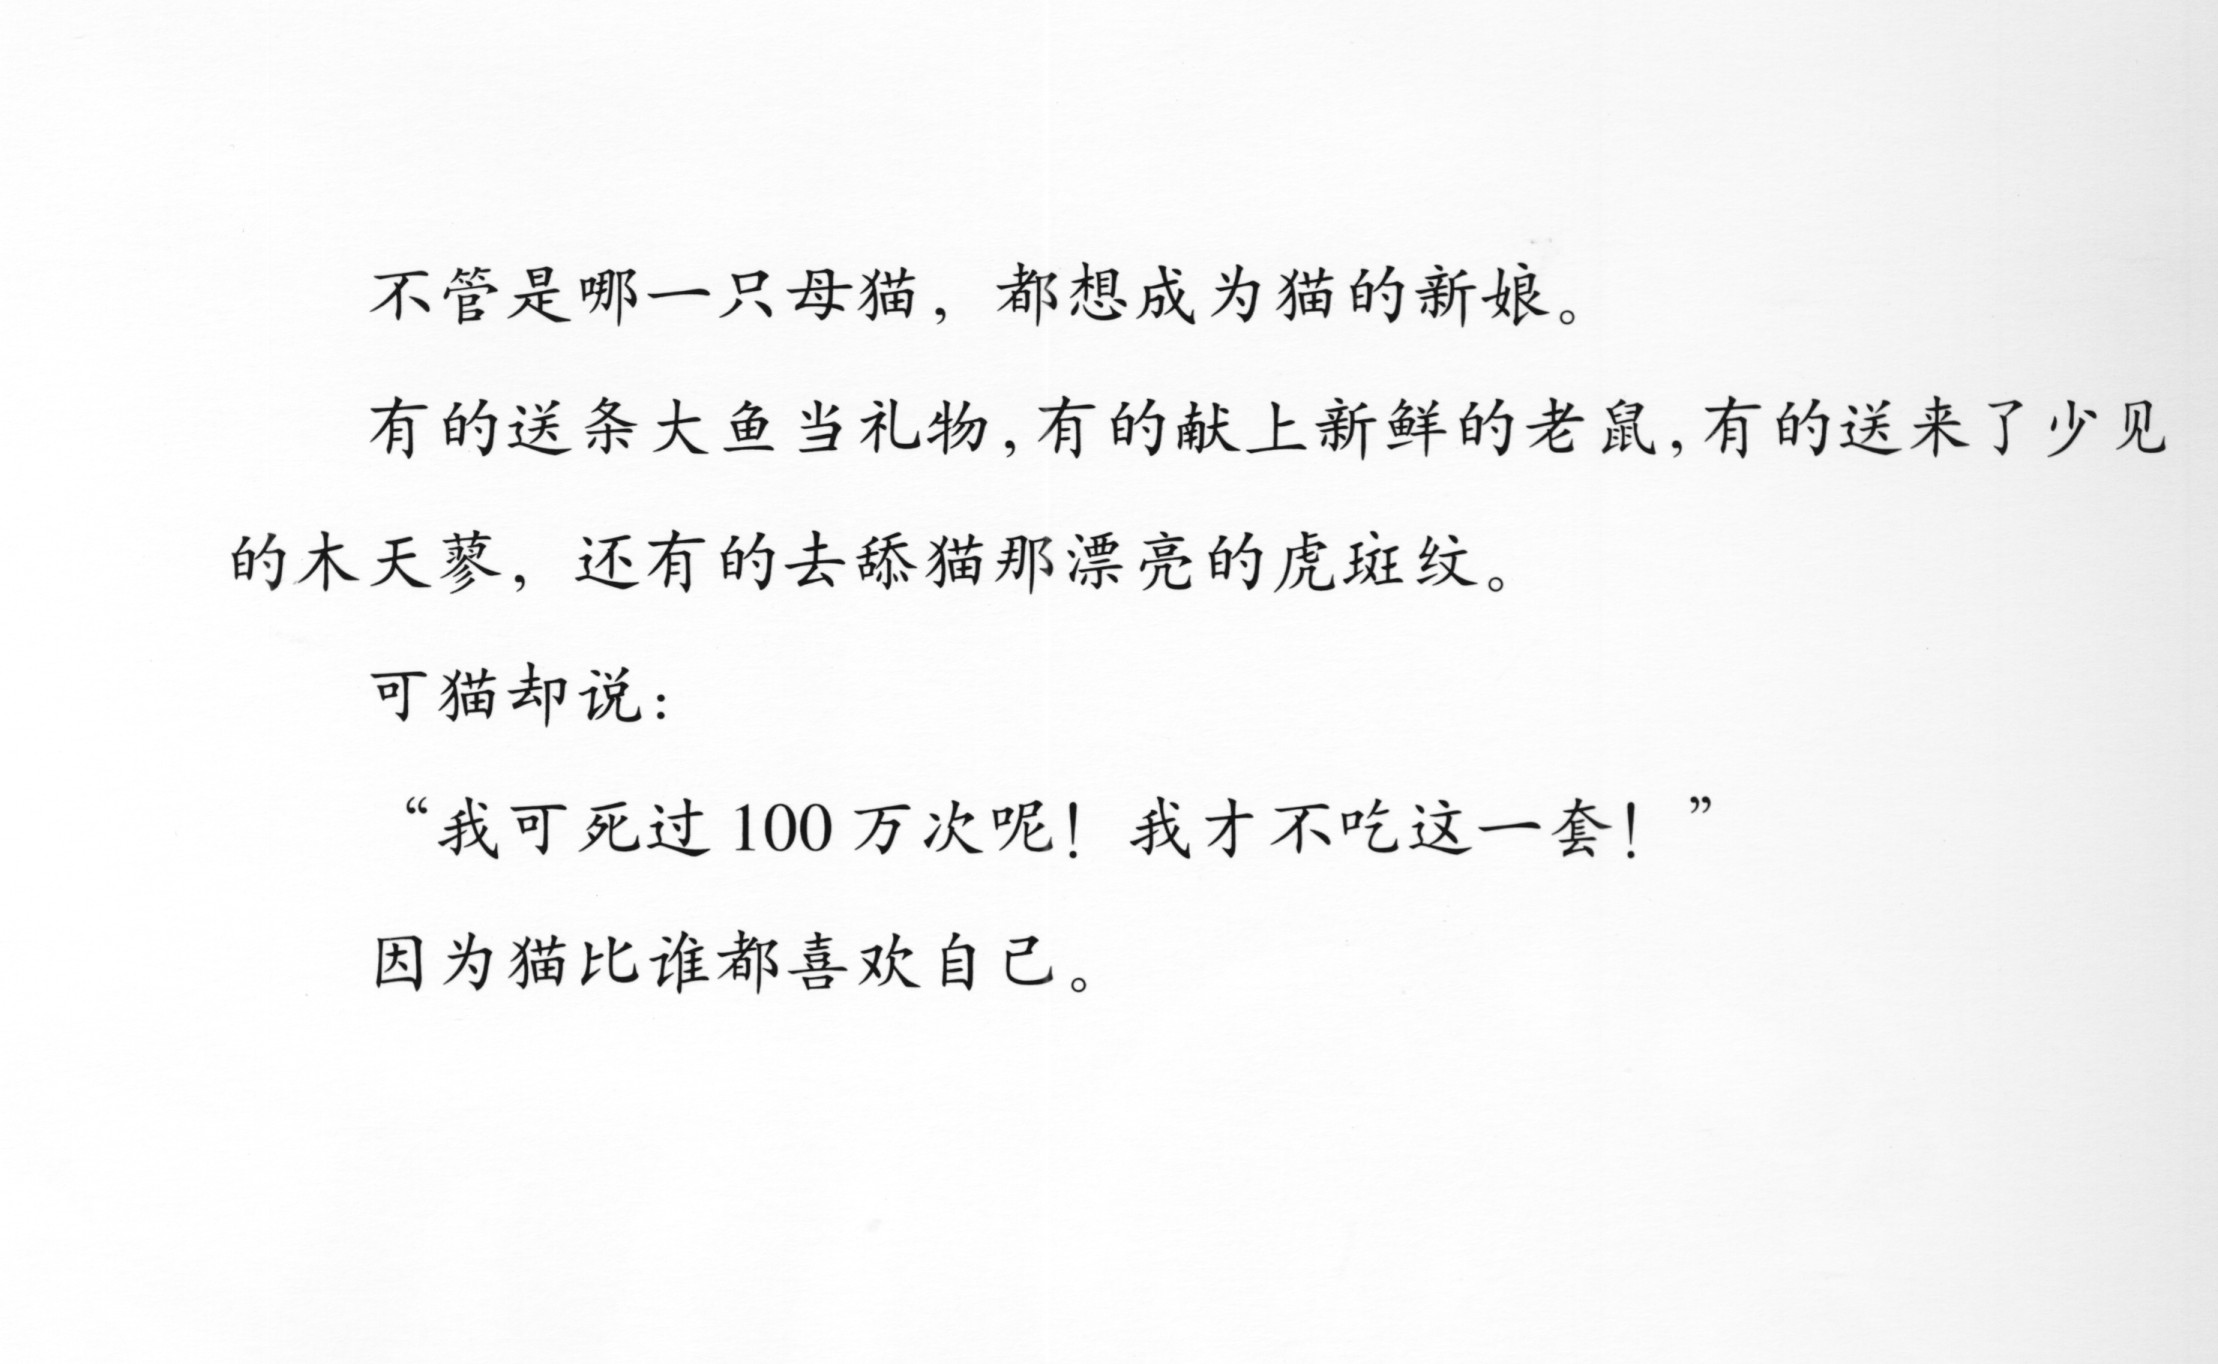 不管是哪一只母猫，都想成为猫的新娘。
有的送条大鱼当礼物，有的献上新鲜的老鼠，有的送来了少见
的木天蓼，还有的去舔猫那漂亮的虎斑纹。
可猫却说：
“我可死过 100 万次呢！我才不吃这一套！”
因为猫比谁都喜欢自己。